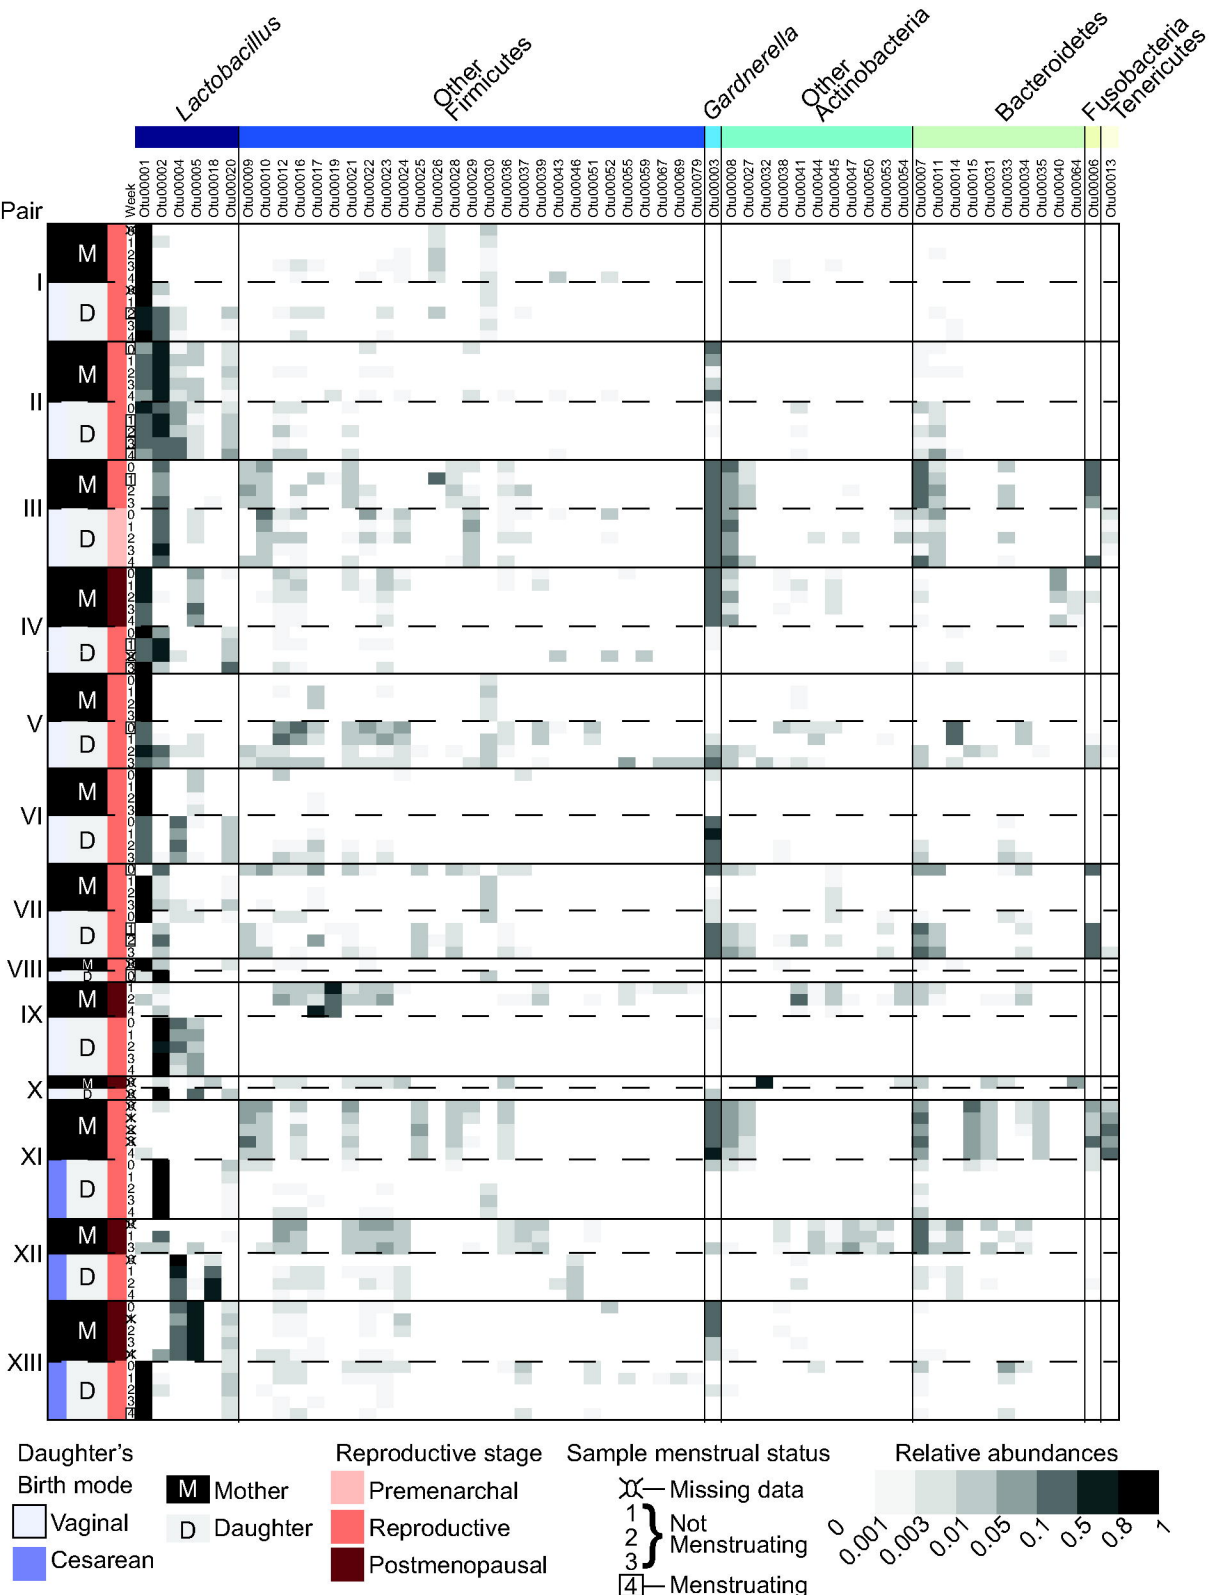 Lactobacillus
Other
Firmicutes
Gardnerella
Other
Actinobacteria
Bacteroidetes
Fusobacteria
Tenericutes
Pair
Week
Otu00001
Otu00002
Otu00004
Otu00005
Otu00018
Otu00020
Otu00009
Otu00010
Otu00012
Otu00016
Otu00017
Otu00019
Otu00021
Otu00022
Otu00023
Otu00024
Otu00025
Otu00026
Otu00028
Otu00029
Otu00030
Otu00036
Otu00037
Otu00039
Otu00043
Otu00046
Otu00051
Otu00055
Otu00059
Otu00067
Otu00069
Otu00079
Otu00003
Otu00008
Otu00027
Otu00032
Otu00038
Otu00041
Otu00044
Otu00045
Otu00047
Otu00050
Otu00053
Otu00054
Otu00007
Otu00011
Otu00014
Otu00015
Otu00031
Otu00033
Otu00034
Otu00035
Otu00040
Otu00064
Otu00006
Otu00013
I
M
D
II
M
D
III
M
D
IV
M
D
V
M
D
VI
M
D
VII
M
D
VIII
M
D
IX
M
D
X
M
D
XI
M
D
XII
M
D
XIII
M
D
Daughter's
Birth mode
Vaginal
Cesarean
M Mother
D Daughter
Reproductive stage
Premenarchal
Reproductive
Postmenopausal
Sample menstrual status
Missing data
1
2
3
Not
Menstruating
4 Menstruating
Relative abundances
0
0.001
0.003
0.01
0.05
0.1
0.5
0.8
1